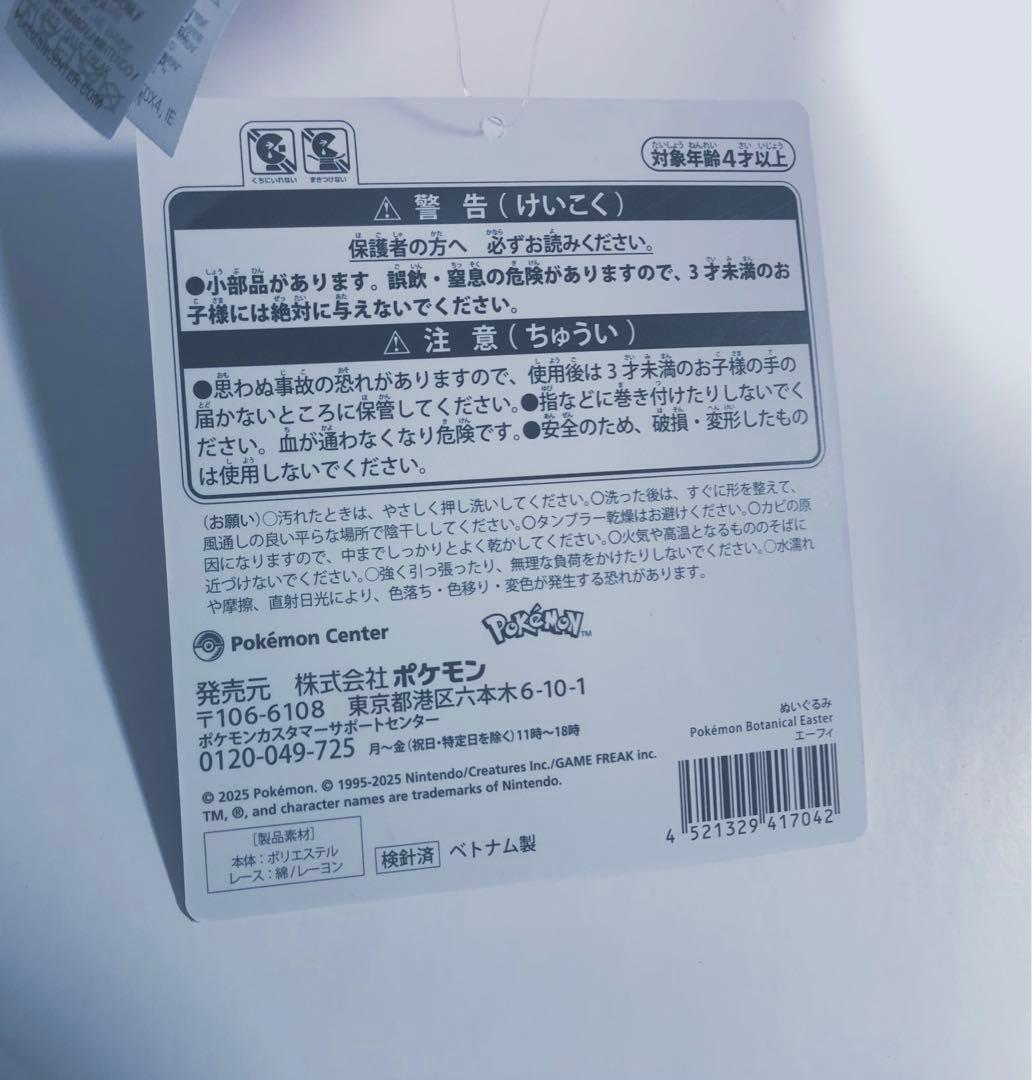 SENCENTER.COM
OX4, IE
くちにいれない まきつけない
対象年齢4才以上
警 告(けいこく)
保護者の方へ 必ずお読みください。
●小部品があります。誤飲・窒息の危険がありますので、3才未満のお
子様には絶対に与えないでください。
注 意(ちゅうい)
●思わぬ事故の恐れがありますので、使用後は3才未満のお子様の手の
届かないところに保管してください。●指などに巻き付けたりしないでく
ださい。血が通わなくなり危険です。●安全のため、破損・変形したもの
は使用しないでください。
(お願い)○汚れたときは、やさしく押し洗いしてください。○洗った後は、すぐに形を整えて、
風通しの良い平らな場所で陰干ししてください。○タンブラー乾燥はお避けください。○カビの原
因になりますので、中までしっかりとよく乾かしてください。○火気や高温となるもののそばに
近づけないでください。○強く引っ張ったり、無理な負荷をかけたりしないでください。○水濡れ
や摩擦、直射日光により、色落ち・色移り・変色が発生する恐れがあります。
Pokémon Center
POKéMON TM
発売元 株式会社ポケモン
〒106-6108 東京都港区六本木6-10-1
ポケモンカスタマーサポートセンター
0120-049-725 月〜金(祝日・特定日を除く)11時〜18時
© 2025 Pokémon. © 1995-2025 Nintendo/Creatures Inc./GAME FREAK inc.
TM, ®, and character names are trademarks of Nintendo.
[製品素材]
本体:ポリエステル
レース:綿/レーヨン
検針済 ベトナム製
ぬいぐるみ
Pokémon Botanical Easter
エーフィ
4 521329 417042